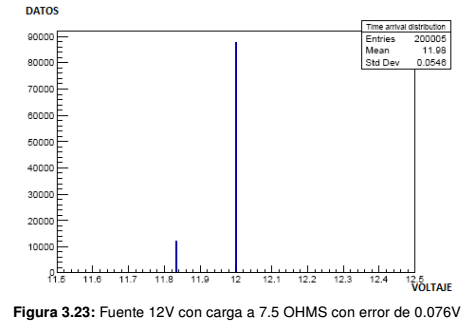 DATOS
Time arrival distribution
Entries 200005
Mean 11.98
Std Dev 0.0546
90000
80000
70000
60000
50000
40000
30000
20000
10000
0
11.5 11.6 11.7 11.8 11.9 12 12.1 12.2 12.3 12.4 12.5
VOLTAJE
Figura 3.23: Fuente 12V con carga a 7.5 OHMS con error de 0.076V